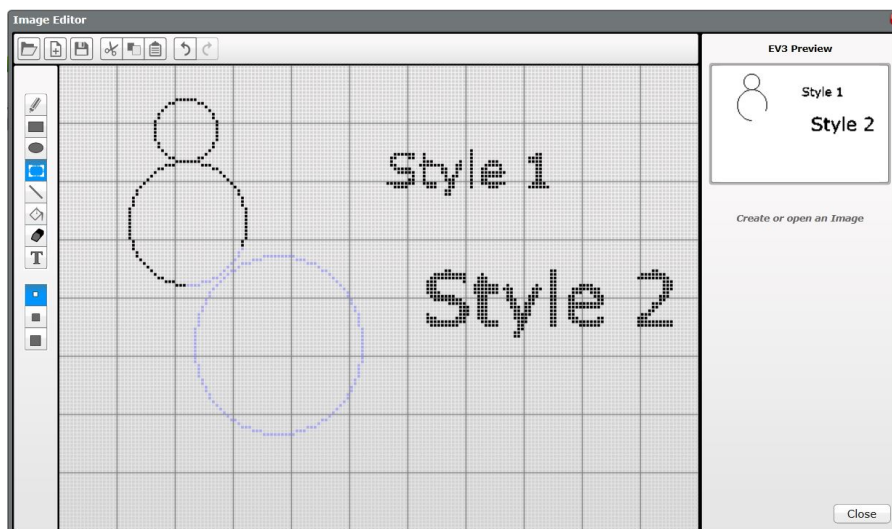 Image Editor
EV3 Preview
Style 1
Style 2
Style 1
Style 2
Create or open an Image
T
Close